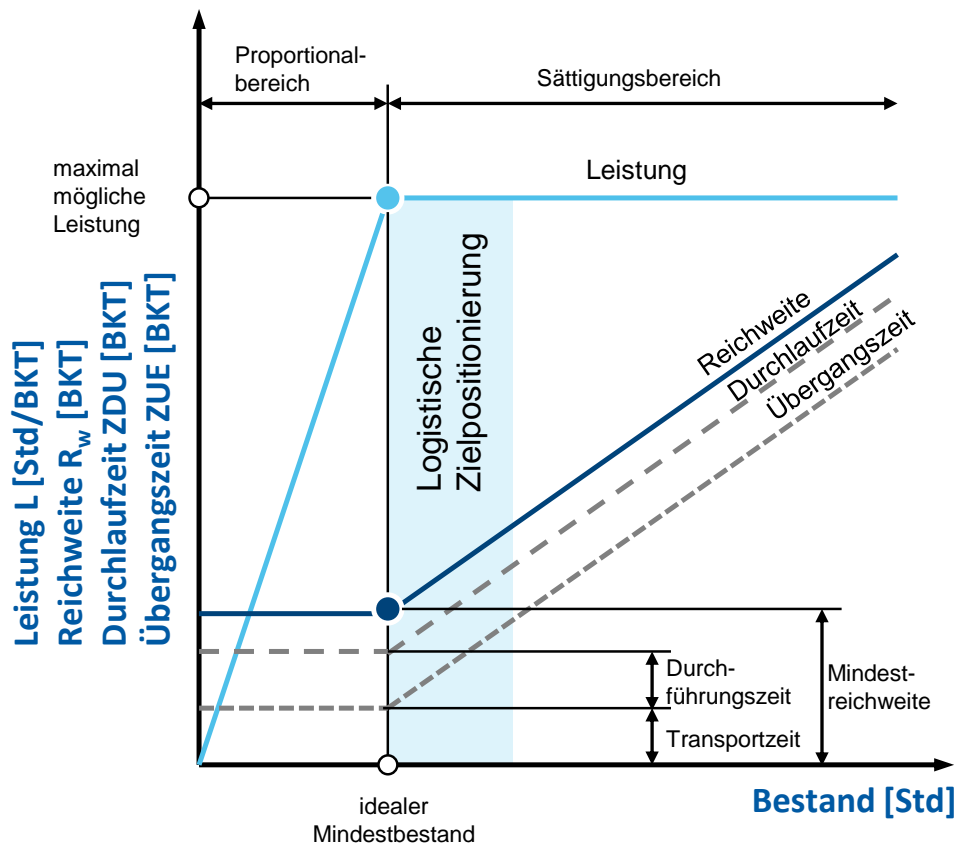 Proportional-
bereich
Sättigungsbereich
maximal
mögliche
Leistung
Leistung
Logistische
Zielpositionierung
Reichweite
Durchlaufzeit
Übergangszeit
Leistung L [Std/BKT]
Reichweite Rw [BKT]
Durchlaufzeit ZDU [BKT]
Übergangszeit ZUE [BKT]
Durch-
führungszeit
Mindest-
reichweite
Transportzeit
Bestand [Std]
idealer
Mindestbestand